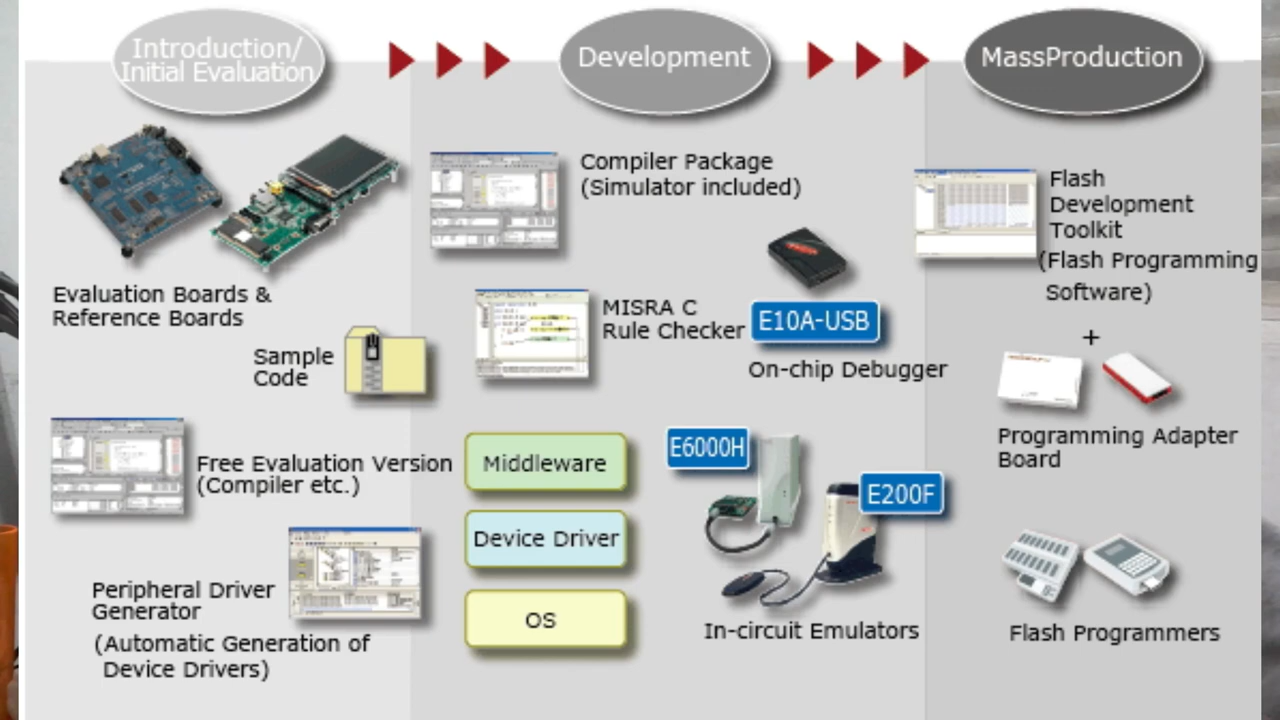 Introduction/
Initial Evaluation
Development
MassProduction
Evaluation Boards &
Reference Boards
Sample
Code
Free Evaluation Version
(Compiler etc.)
Peripheral Driver
Generator
(Automatic Generation of
Device Drivers)
Compiler Package
(Simulator included)
MISRA C
Rule Checker
E10A-USB
On-chip Debugger
Middleware
Device Driver
OS
E6000H
E200F
In-circuit Emulators
Flash
Development
Toolkit
(Flash Programming
Software)
+
Programming Adapter
Board
Flash Programmers